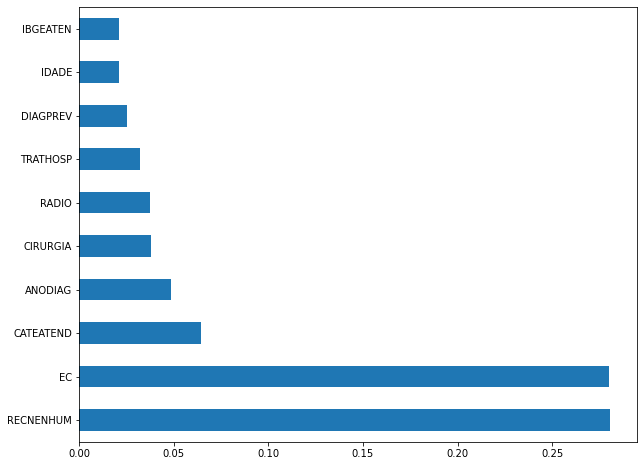 IBGEATEN
IDADE
DIAGPREV
TRATHOSP
RADIO
CIRURGIA
ANODIAG
CATEATEND
EC
RECNENHUM
0.00 0.05 0.10 0.15 0.20 0.25